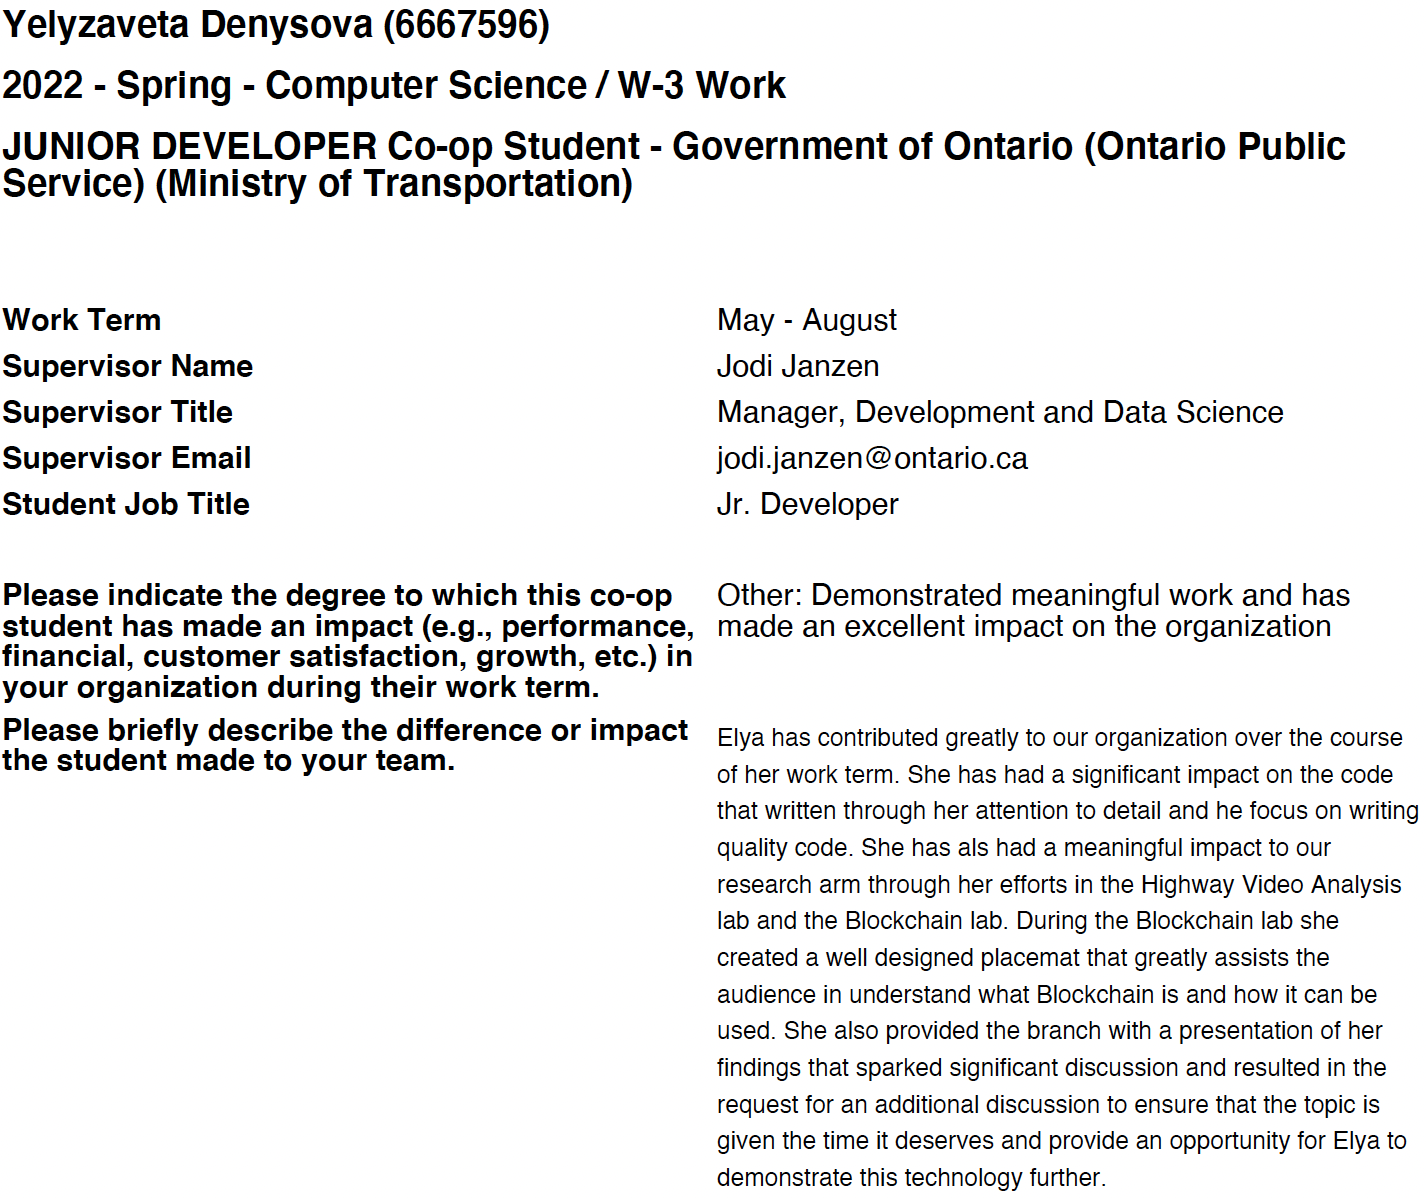 Yelyzaveta Denysova (6667596)
2022 - Spring - Computer Science / W-3 Work
JUNIOR DEVELOPER Co-op Student - Government of Ontario (Ontario Public
Service) (Ministry of Transportation)
Work Term
May - August
Supervisor Name
Jodi Janzen
Supervisor Title
Manager, Development and Data Science
Supervisor Email
jodi.janzen@ontario.ca
Student Job Title
Jr. Developer
Please indicate the degree to which this co-op
student has made an impact (e.g., performance,
financial, customer satisfaction, growth, etc.) in
your organization during their work term.
Other: Demonstrated meaningful work and has
made an excellent impact on the organization
Please briefly describe the difference or impact
the student made to your team.
Elya has contributed greatly to our organization over the course
of her work term. She has had a significant impact on the code
that written through her attention to detail and he focus on writing
quality code. She has als had a meaningful impact to our
research arm through her efforts in the Highway Video Analysis
lab and the Blockchain lab. During the Blockchain lab she
created a well designed placemat that greatly assists the
audience in understand what Blockchain is and how it can be
used. She also provided the branch with a presentation of her
findings that sparked significant discussion and resulted in the
request for an additional discussion to ensure that the topic is
given the time it deserves and provide an opportunity for Elya to
demonstrate this technology further.